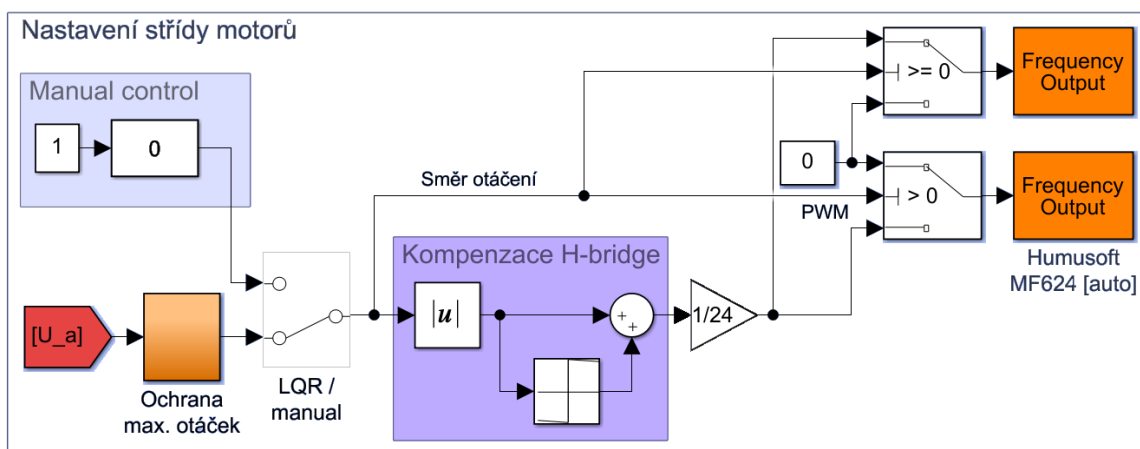 Nastavení střídy motorů
Manual control
1
0
[U_a]
Ochrana
max. otáček
LQR /
manual
Směr otáčení
Kompenzace H-bridge
|u|
+
+
1/24
0
PWM
>= 0
> 0
Frequency
Output
Frequency
Output
Humusoft
MF624 [auto]